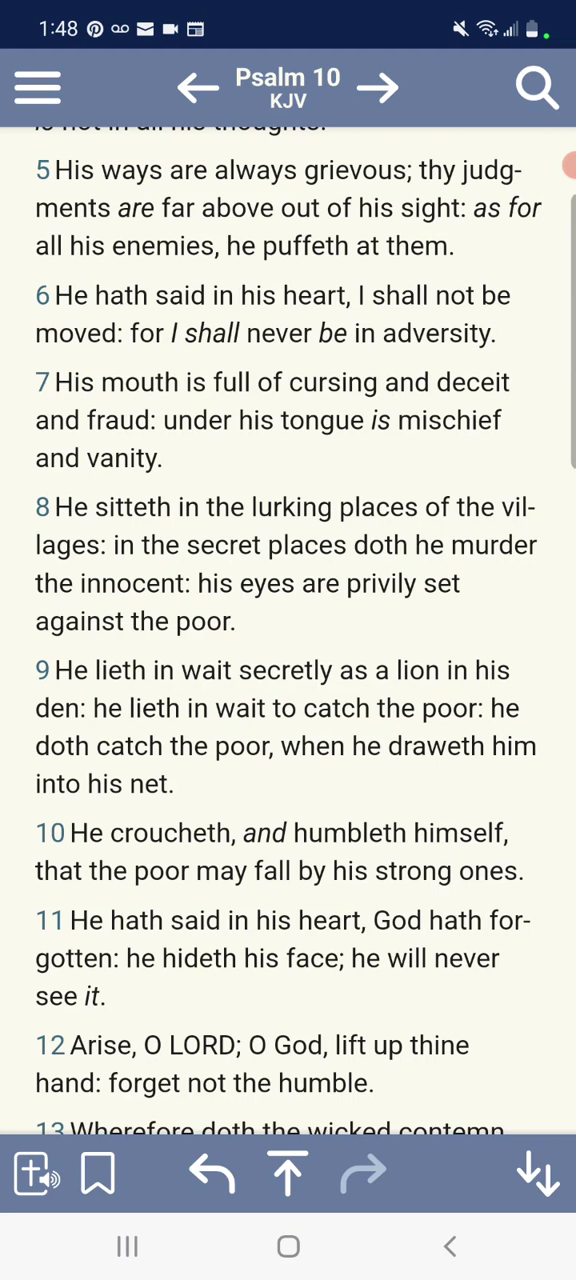 1:48
Psalm 10
KJV
is not in all his thoughts.
5 His ways are always grievous; thy judg-
ments are far above out of his sight: as for
all his enemies, he puffeth at them.
6 He hath said in his heart, I shall not be
moved: for I shall never be in adversity.
7 His mouth is full of cursing and deceit
and fraud: under his tongue is mischief
and vanity.
8 He sitteth in the lurking places of the vil-
lages: in the secret places doth he murder
the innocent: his eyes are privily set
against the poor.
9 He lieth in wait secretly as a lion in his
den: he lieth in wait to catch the poor: he
doth catch the poor, when he draweth him
into his net.
10 He croucheth, and humbleth himself,
that the poor may fall by his strong ones.
11 He hath said in his heart, God hath for-
gotten: he hideth his face; he will never
see it.
12 Arise, O LORD; O God, lift up thine
hand: forget not the humble.
13 Wherefore doth the wicked contemn